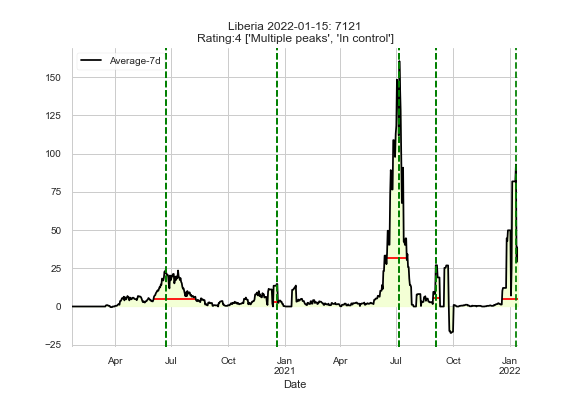 Liberia 2022-01-15: 7121
Rating:4 ['Multiple peaks', 'In control']
Average-7d
150
125
100
75
50
25
0
−25
Apr
Jul
Oct
Jan
2021
Apr
Jul
Oct
Jan
2022
Date